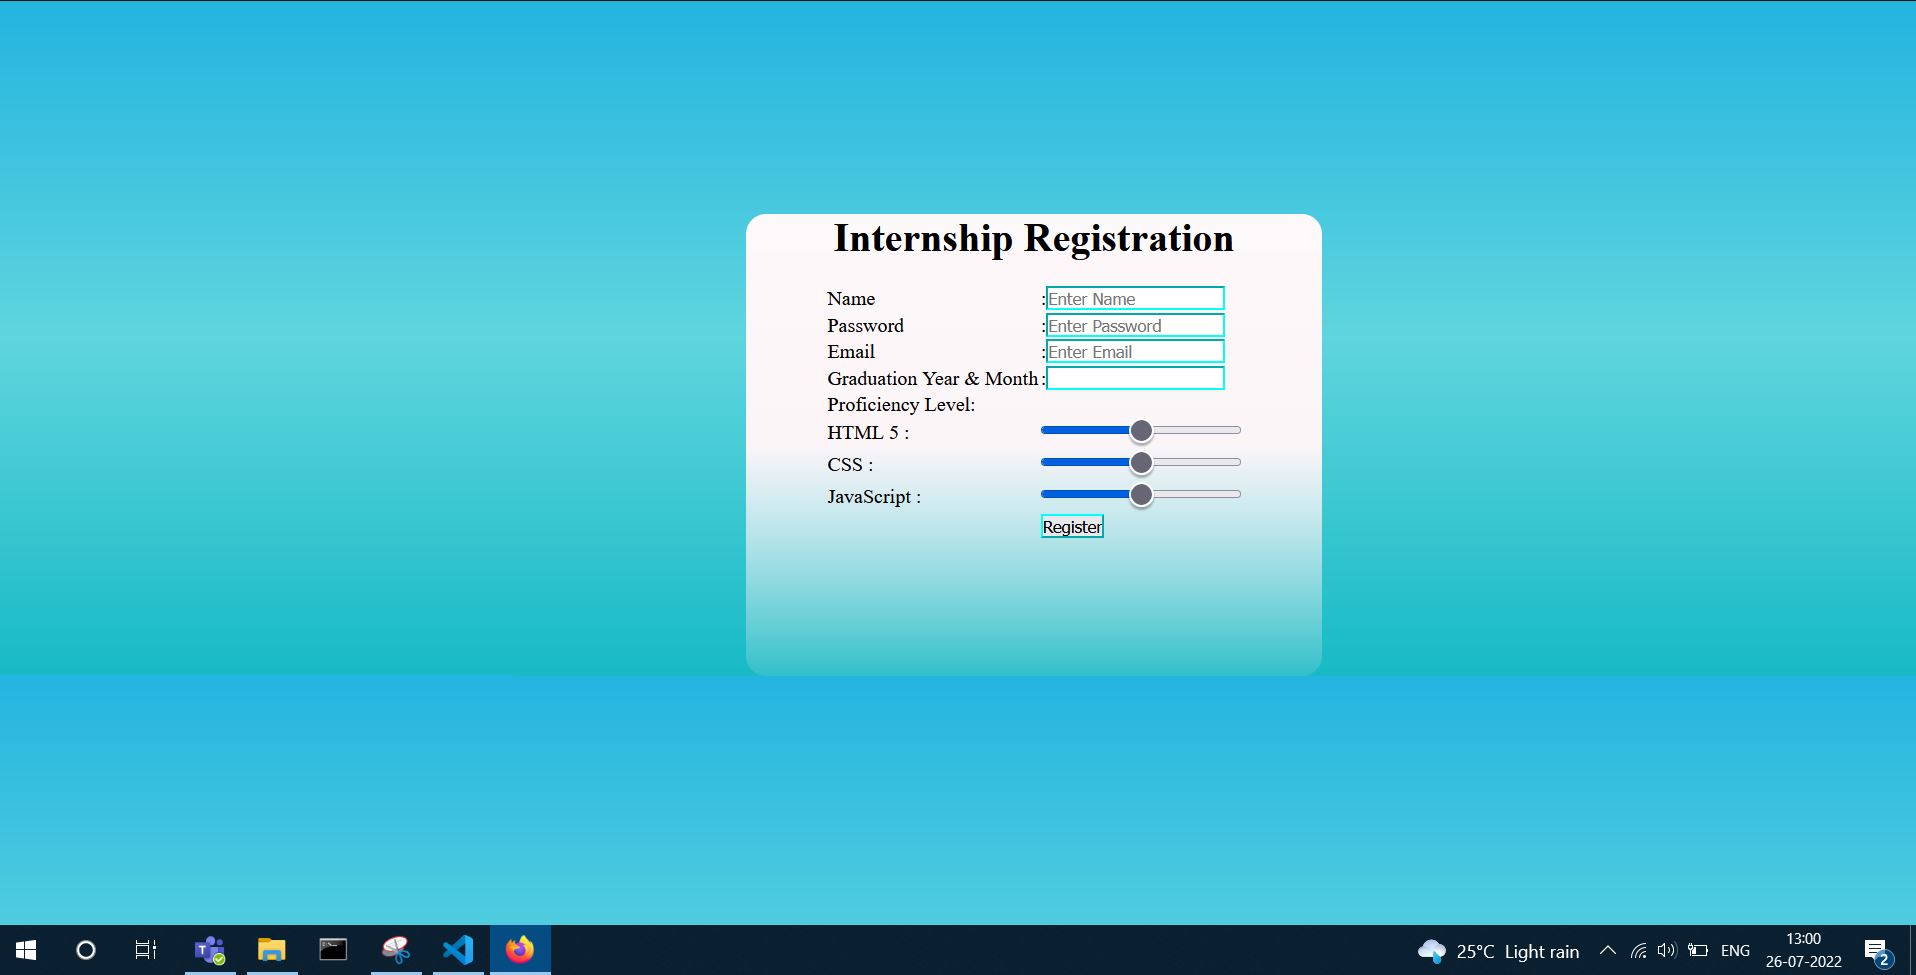 Internship Registration
Name :Enter Name
Password :Enter Password
Email :Enter Email
Graduation Year & Month :
Proficiency Level:
HTML 5 :
CSS :
JavaScript :
Register
25°C Light rain ENG 13:00
26-07-2022 2